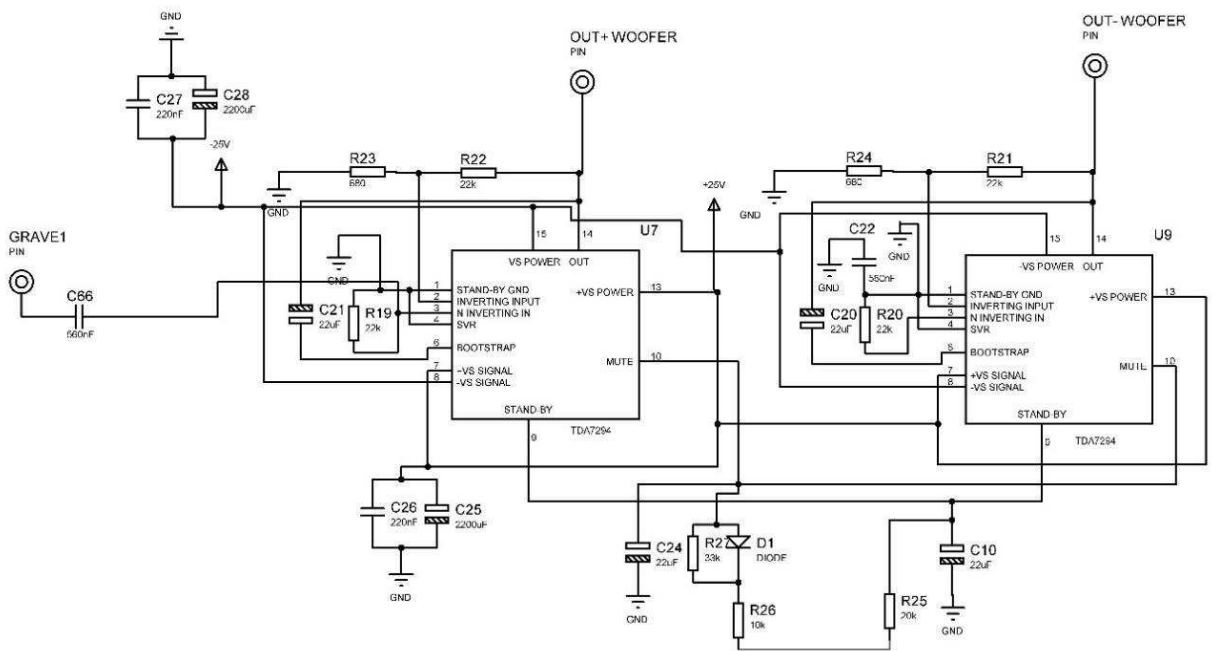 GND
OUT+ WOOFER
PIN
OUT- WOOFER
PIN
C27
220nF
C28
2200uF
-25V
R23
680
R22
22k
GND
+25V
R24
680
R21
22k
GND
GRAVE1
PIN
C66
560nF
GND
15
14
U7
VS POWER
OUT
1
STAND-BY GND
2
INVERTING INPUT
3
N INVERTING IN
4
SVR
6
BOOTSTRAP
7
+VS SIGNAL
8
-VS SIGNAL
+VS POWER
13
MUTE
10
STAND-BY
9
TDA7294
C21
22uF
R19
22k
C22
560nF
GND
GND
15
14
U9
-VS POWER
OUT
1
STAND-BY GND
2
INVERTING INPUT
3
N INVERTING IN
4
SVR
BOOTSTRAP
7
+VS SIGNAL
8
-VS SIGNAL
+VS POWER
13
MUTE
10
STAND-BY
TDA7294
C20
22uF
R20
22k
C26
220nF
C25
2200uF
GND
C24
22uF
GND
R27
33k
D1
DIODE
R26
10k
R25
20k
C10
22uF
GND